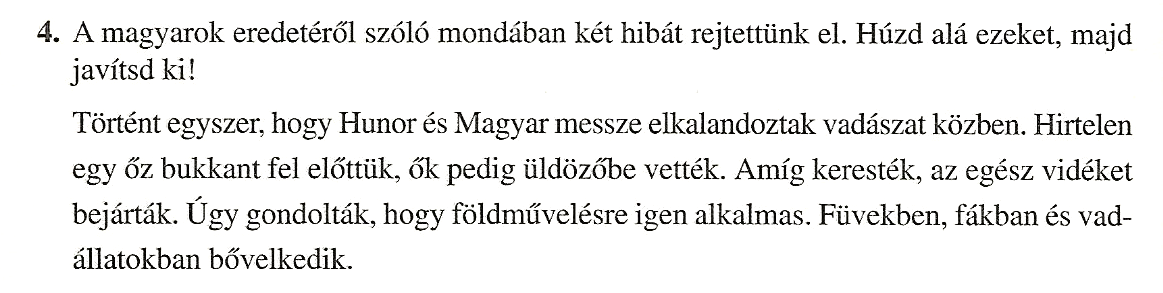 4. A magyarok eredetéről szóló mondában két hibát rejtettünk el. Húzd alá ezeket, majd
javítsd ki!
Történt egyszer, hogy Hunor és Magyar messze elkalandoztak vadászat közben. Hirtelen
egy őz bukkant fel előttük, ők pedig üldözőbe vették. Amíg keresték, az egész vidéket
bejárták. Úgy gondolták, hogy földművelésre igen alkalmas. Füvekben, fákban és vad-
állatokban bővelkedik.